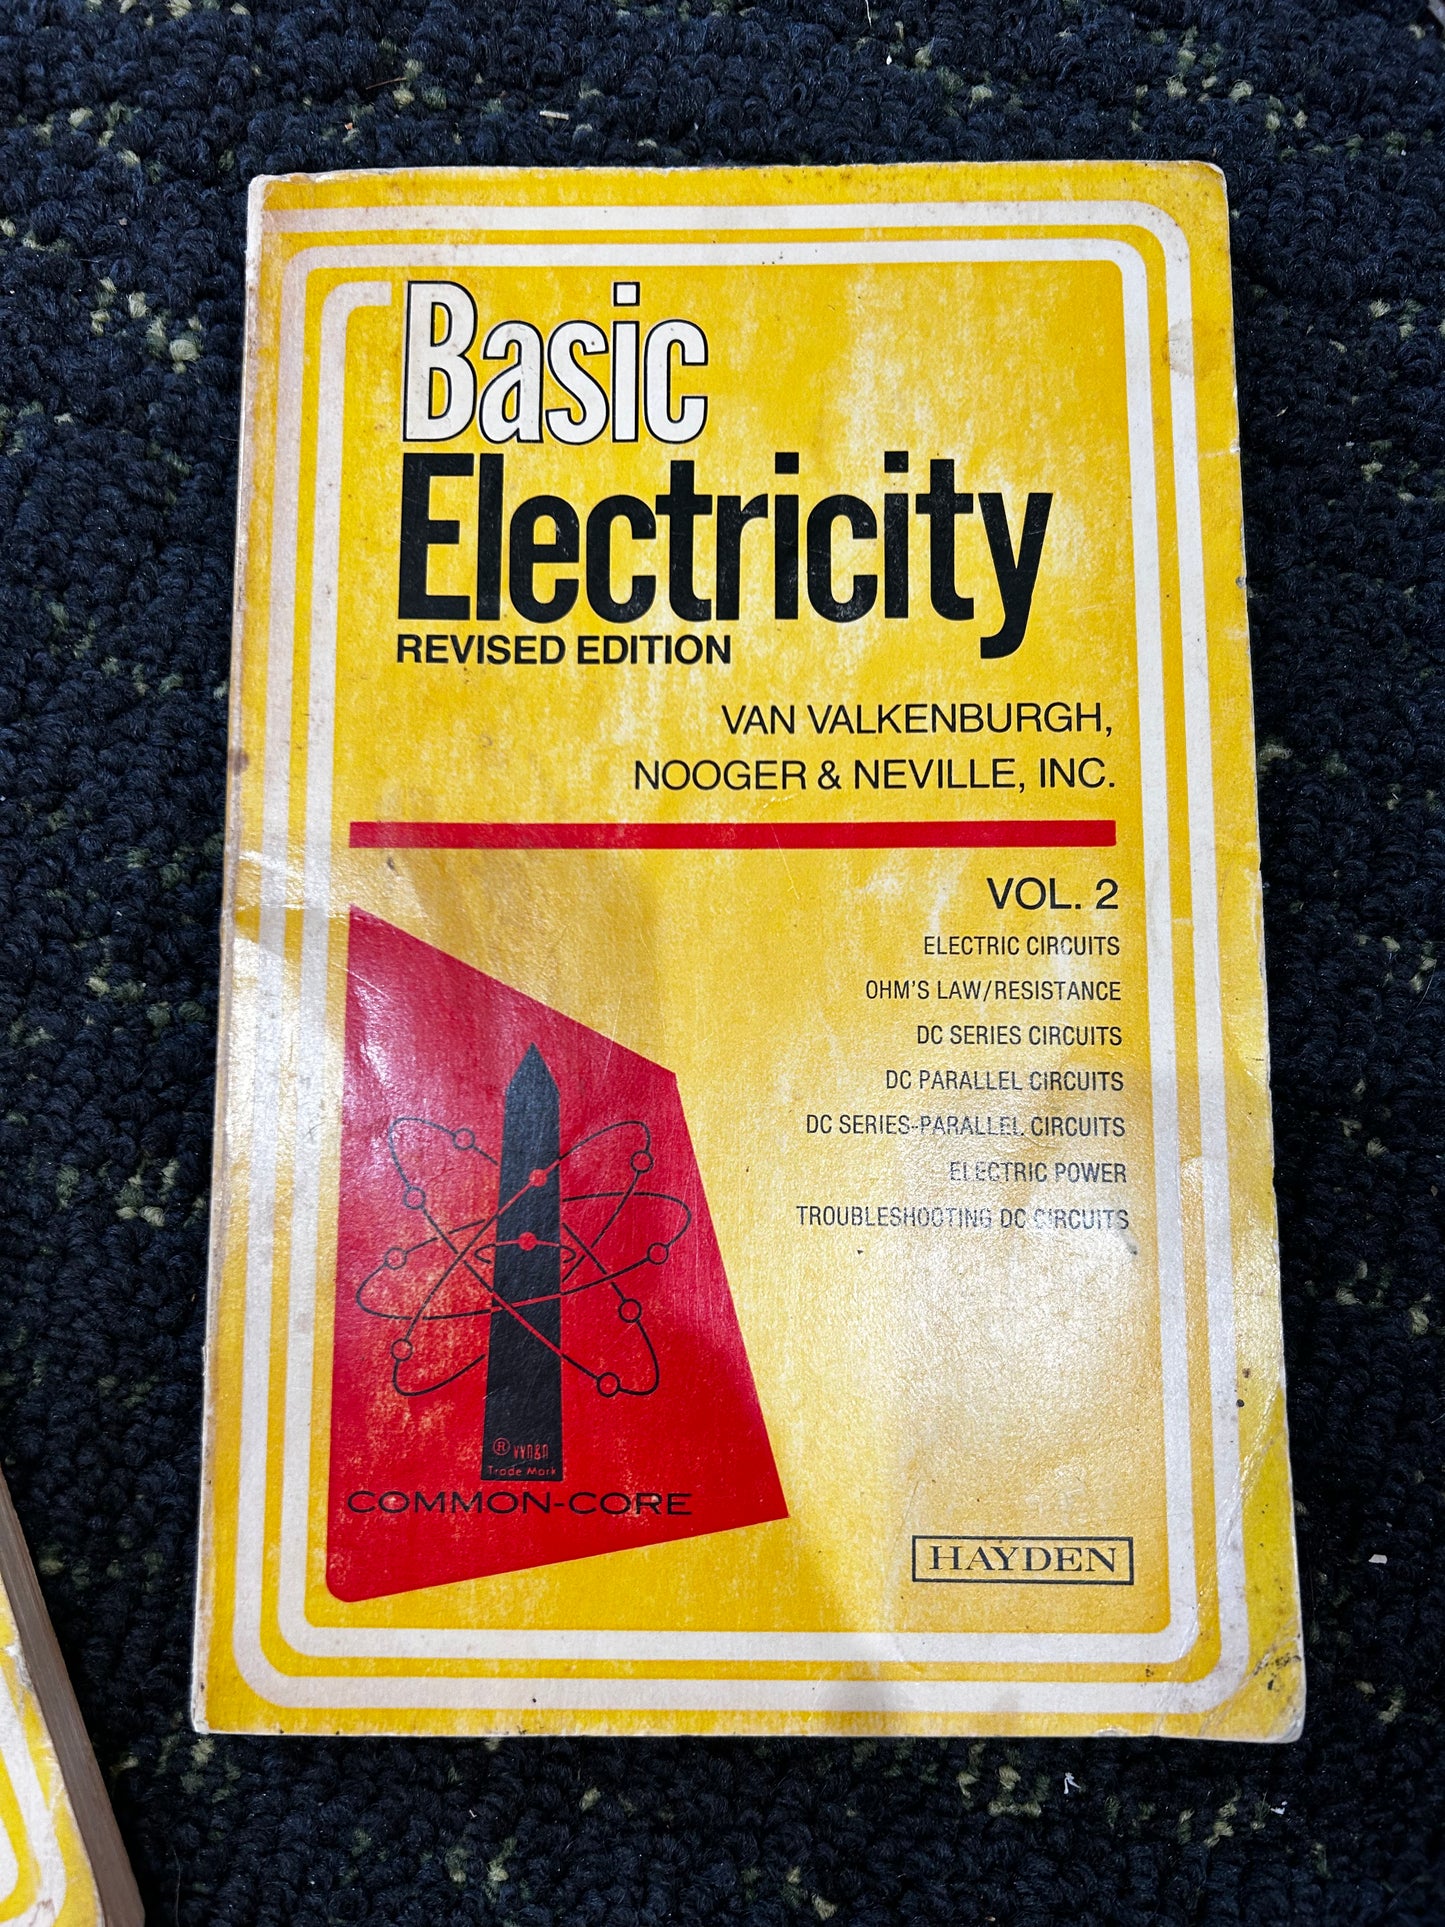 Basic
Electricity
REVISED EDITION
VAN VALKENBURGH,
NOOGER & NEVILLE, INC.
VOL. 2
ELECTRIC CIRCUITS
OHM'S LAW/RESISTANCE
DC SERIES CIRCUITS
DC PARALLEL CIRCUITS
DC SERIES-PARALLEL CIRCUITS
ELECTRIC POWER
TROUBLESHOOTING DC CIRCUITS
® vvn&n
Trade Mark
COMMON-CORE
HAYDEN